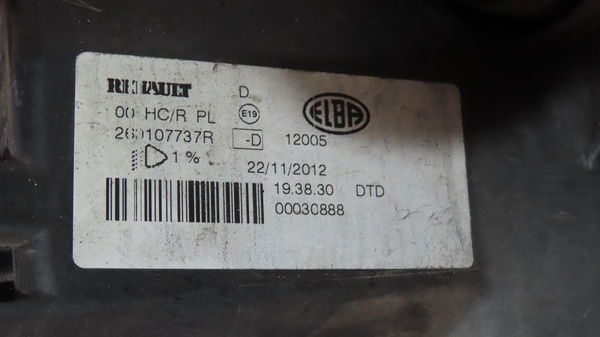 RENAULT D
00 HC/R PL E19 ELBA
260107737R -D 12005
1 % 22/11/2012
19.38.30 DTD
00030888